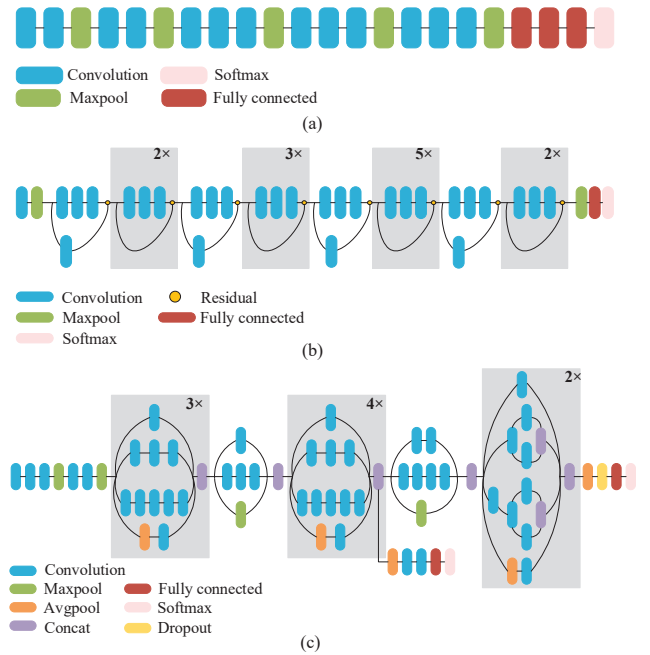 Convolution Softmax
Maxpool Fully connected
(a)
2× 3× 5× 2×
Convolution Residual
Maxpool Fully connected
Softmax
(b)
3× 4× 2×
Convolution
Maxpool Fully connected
Avgpool Softmax
Concat Dropout
(c)